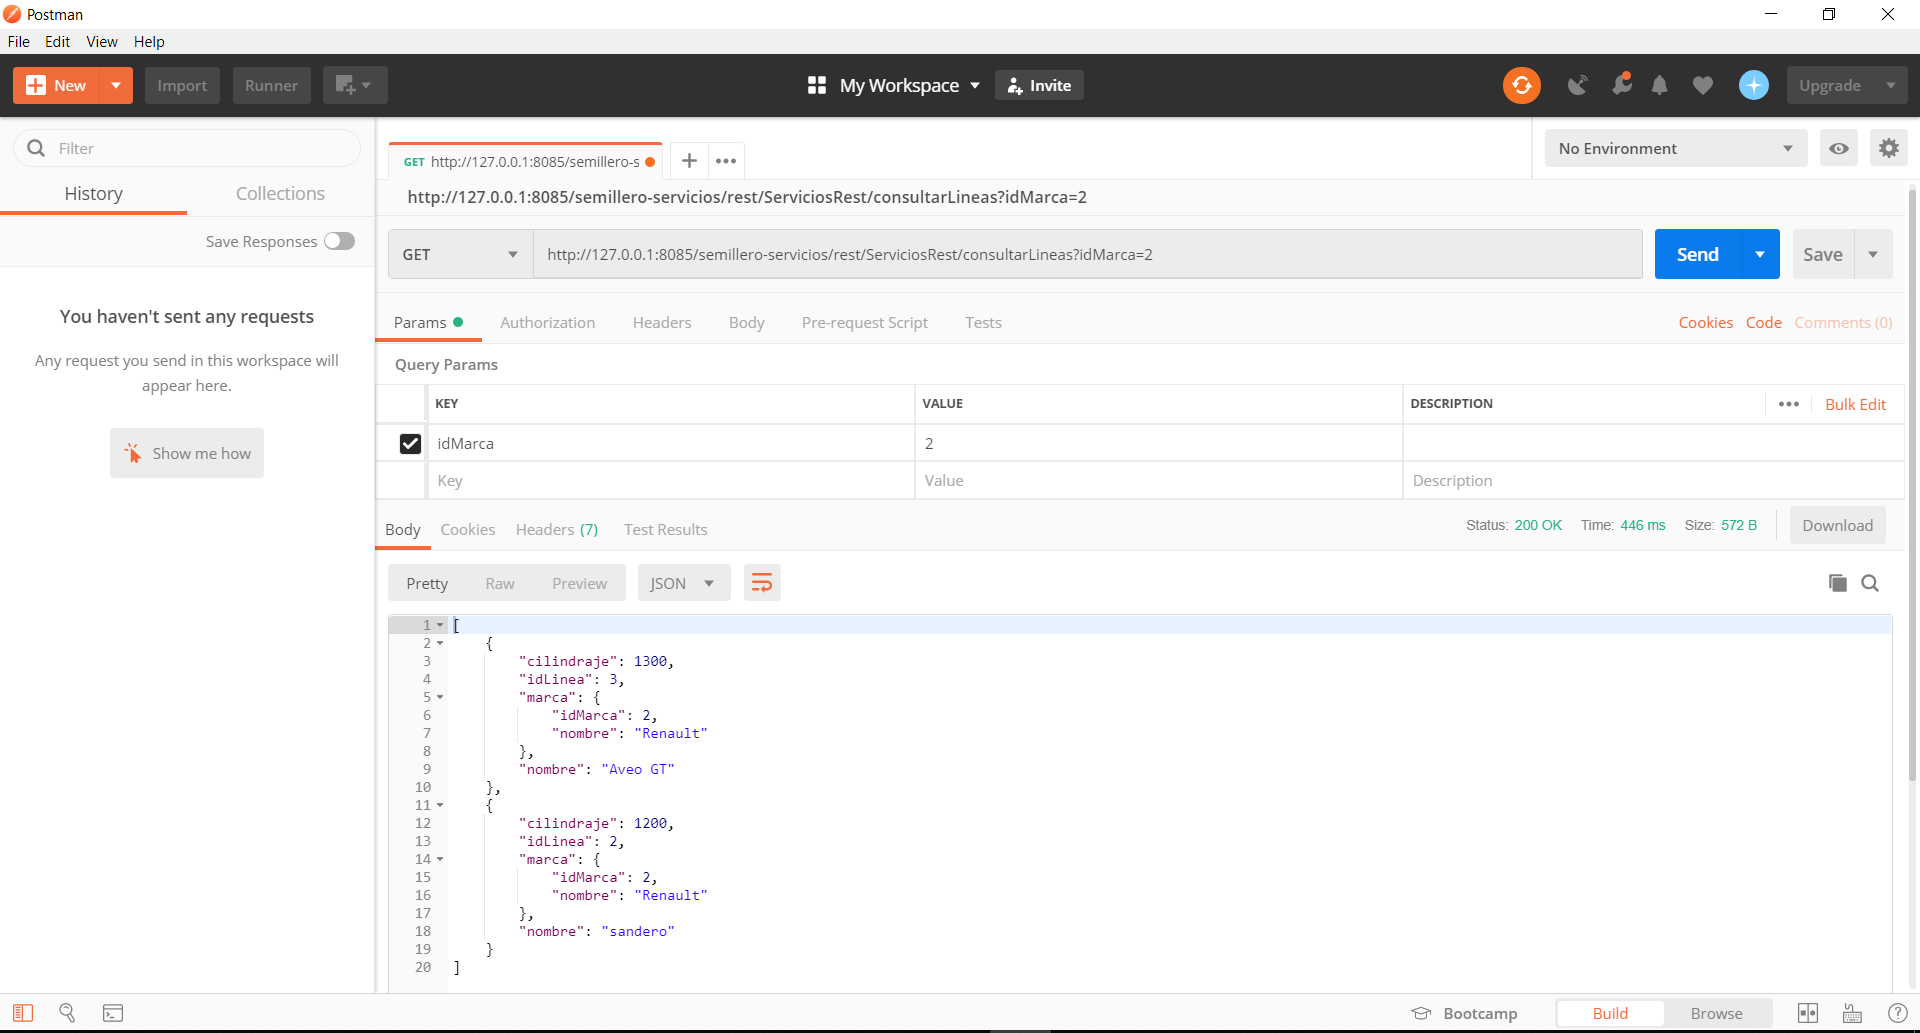 Postman
File Edit View Help
New Import Runner My Workspace Invite Upgrade
Filter
History Collections
Save Responses
You haven't sent any requests
Any request you send in this workspace will
appear here.
Show me how
GET http://127.0.0.1:8085/semillero-s
No Environment
http://127.0.0.1:8085/semillero-servicios/rest/ServiciosRest/consultarLineas?idMarca=2
GET http://127.0.0.1:8085/semillero-servicios/rest/ServiciosRest/consultarLineas?idMarca=2 Send Save
Params Authorization Headers Body Pre-request Script Tests Cookies Code Comments (0)
Query Params
KEY VALUE DESCRIPTION Bulk Edit
idMarca 2
Key Value Description
Body Cookies Headers (7) Test Results Status: 200 OK Time: 446 ms Size: 572 B Download
Pretty Raw Preview JSON
1 [
2 {
3 "cilindraje": 1300,
4 "idLinea": 3,
5 "marca": {
6 "idMarca": 2,
7 "nombre": "Renault"
8 },
9 "nombre": "Aveo GT"
10 },
11 {
12 "cilindraje": 1200,
13 "idLinea": 2,
14 "marca": {
15 "idMarca": 2,
16 "nombre": "Renault"
17 },
18 "nombre": "sandero"
19 }
20 ]
Bootcamp Build Browse